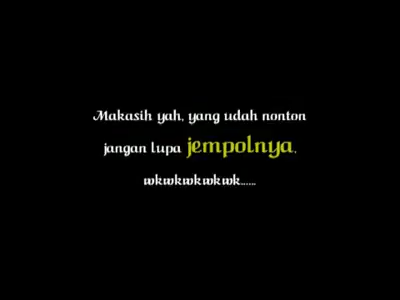 Makasih yah, yang udah nonton
jangan lupa jempolnya,
wkwkwkwkwk......